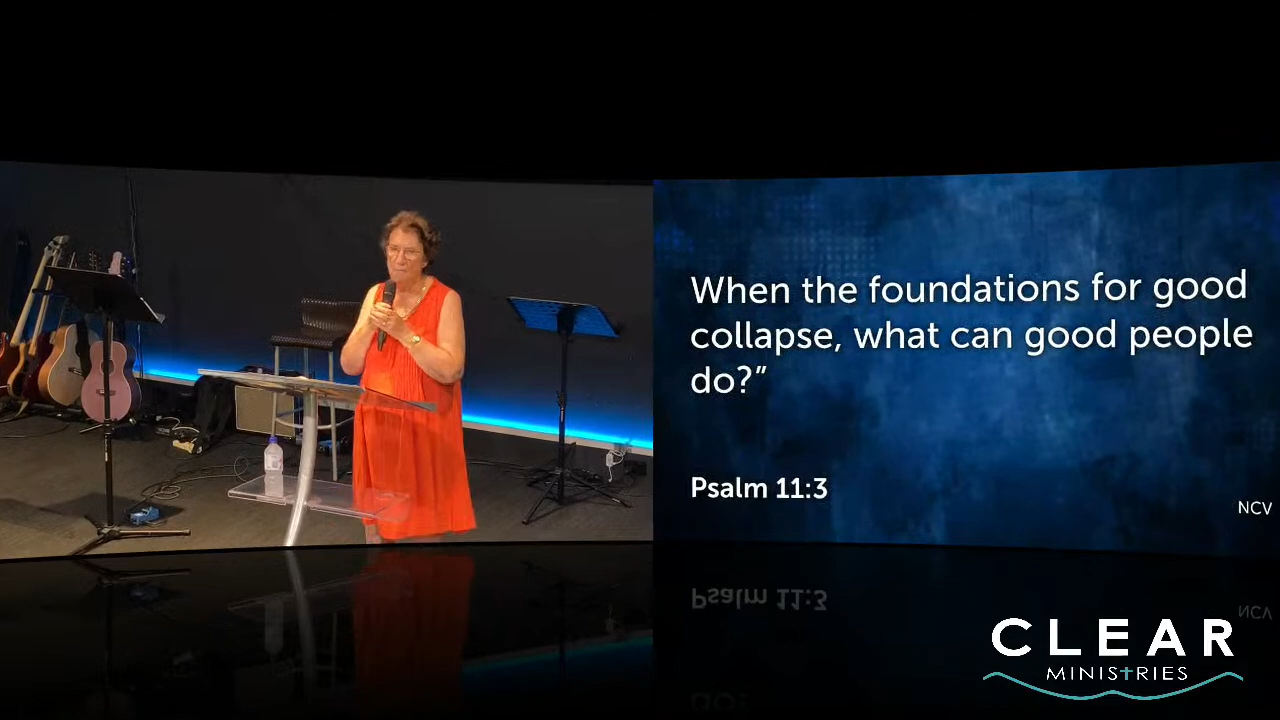 When the foundations for good
collapse, what can good people
do?”
Psalm 11:3
NCV
Psalm 11:3
NCV
do?
CLEAR
MINISTRIES